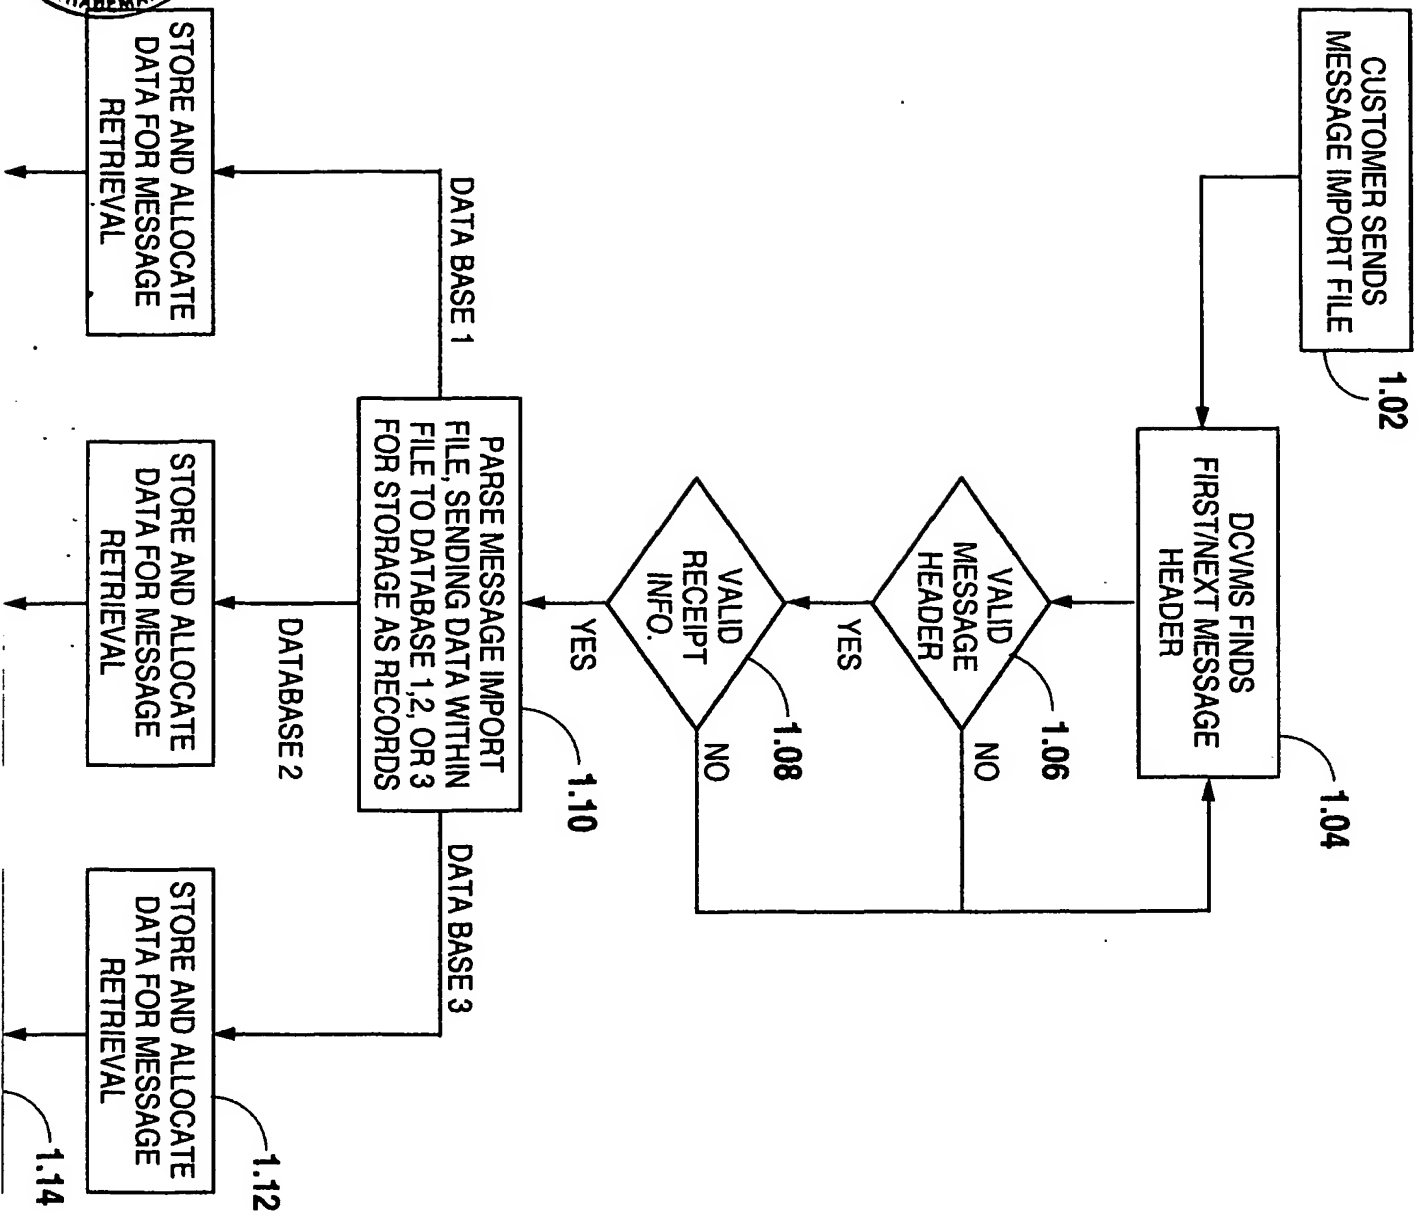 CUSTOMER SENDS
MESSAGE IMPORT FILE
1.02
DCVMS FINDS
FIRST/NEXT MESSAGE
HEADER
1.04
VALID
MESSAGE
HEADER
1.06
YES
NO
VALID
RECEIPT
INFO.
1.08
YES
NO
PARSE MESSAGE IMPORT
FILE, SENDING DATA WITHIN
FILE TO DATABASE 1,2, OR 3
FOR STORAGE AS RECORDS
1.10
DATA BASE 1
DATABASE 2
DATA BASE 3
STORE AND ALLOCATE
DATA FOR MESSAGE
RETRIEVAL
STORE AND ALLOCATE
DATA FOR MESSAGE
RETRIEVAL
STORE AND ALLOCATE
DATA FOR MESSAGE
RETRIEVAL
1.12
1.14